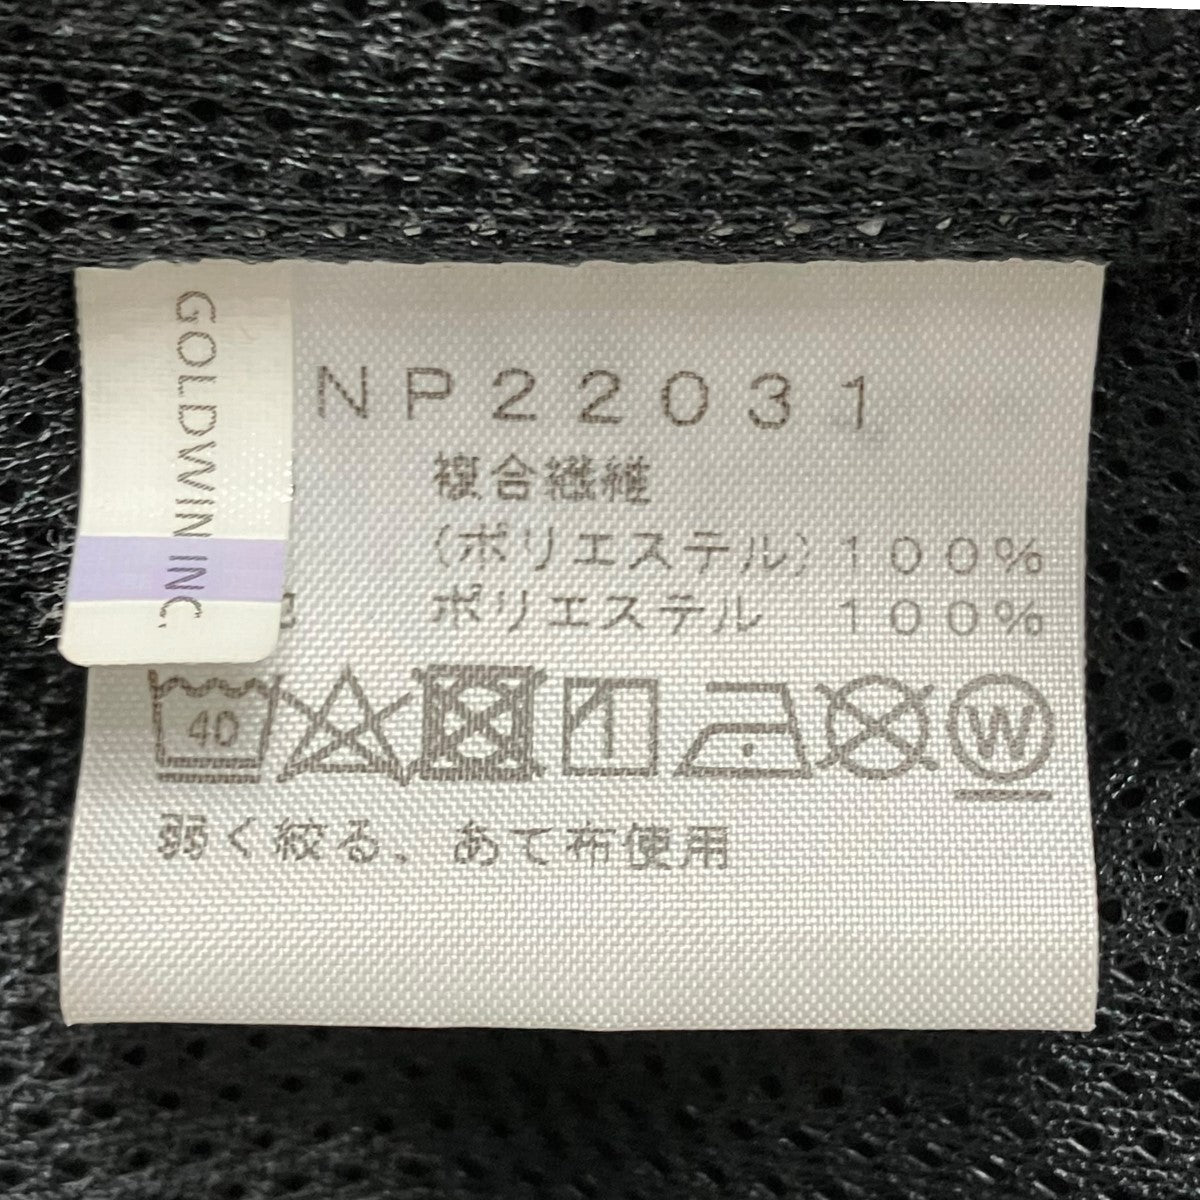 GOLDWIN INC.
NP22031
複合繊維
(ポリエステル) 100%
ポリエステル 100%
40 W
弱く絞る、あて布使用